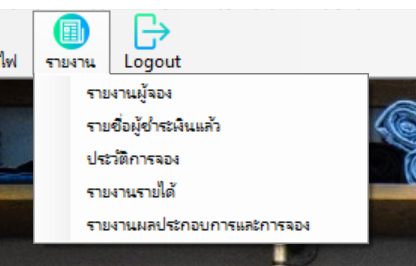 ไฟ
รายงาน
Logout
รายงานผู้จอง
รายชื่อผู้ชำระเงินแล้ว
ประวัติการจอง
รายงานรายได้
รายงานผลประกอบการและการจอง